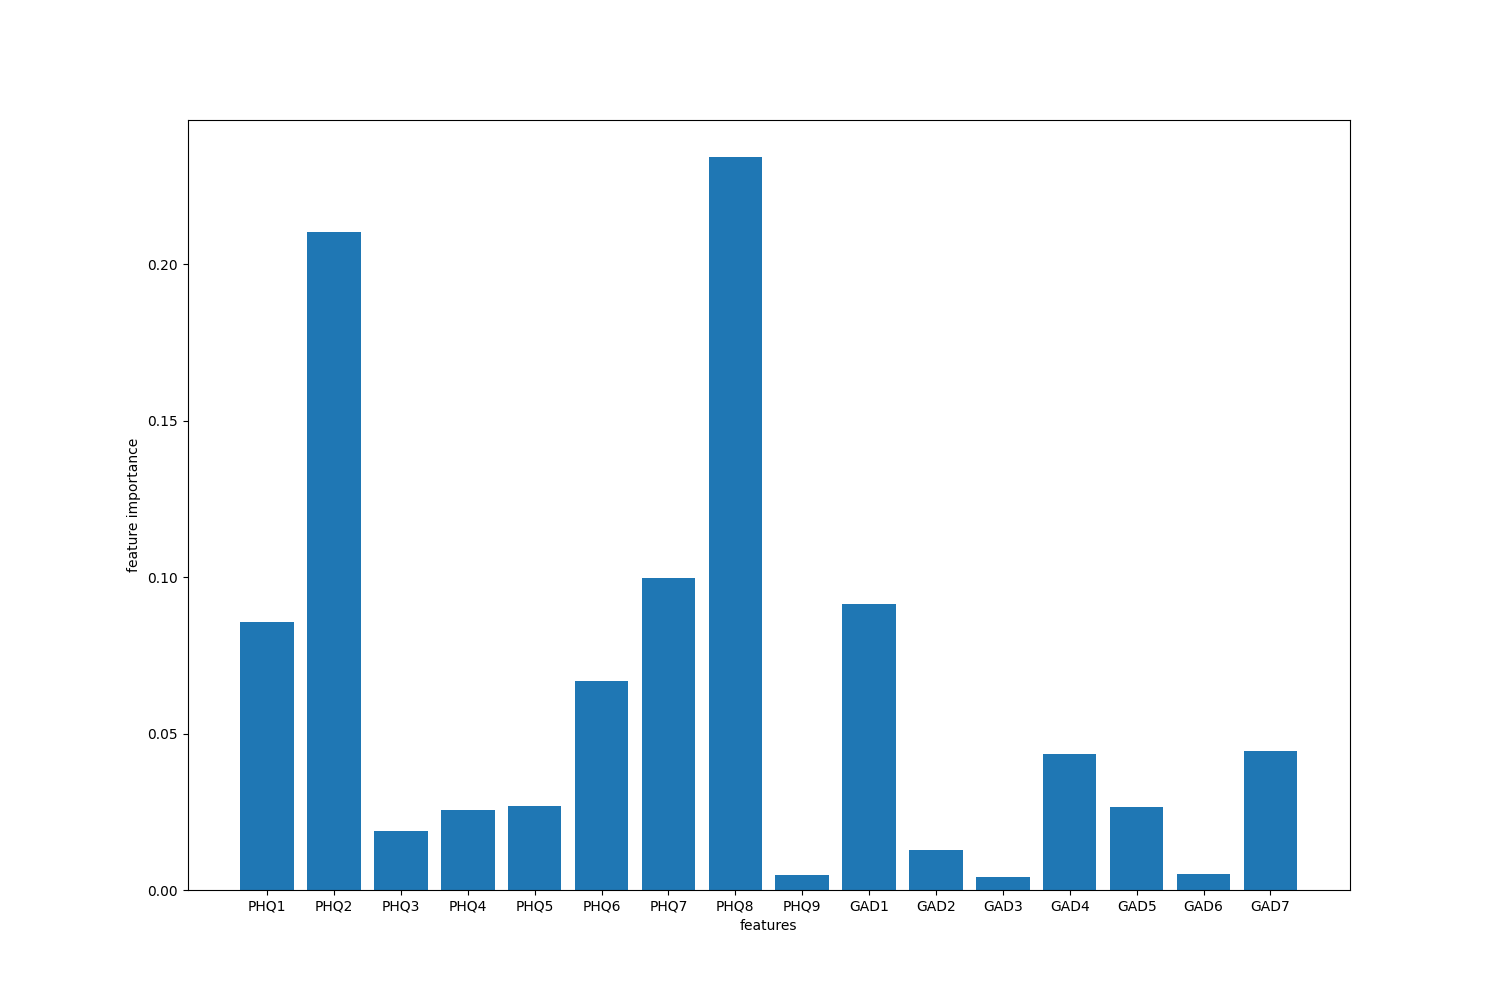 feature importance
0.20
0.15
0.10
0.05
0.00
PHQ1 PHQ2 PHQ3 PHQ4 PHQ5 PHQ6 PHQ7 PHQ8 PHQ9 GAD1 GAD2 GAD3 GAD4 GAD5 GAD6 GAD7
features